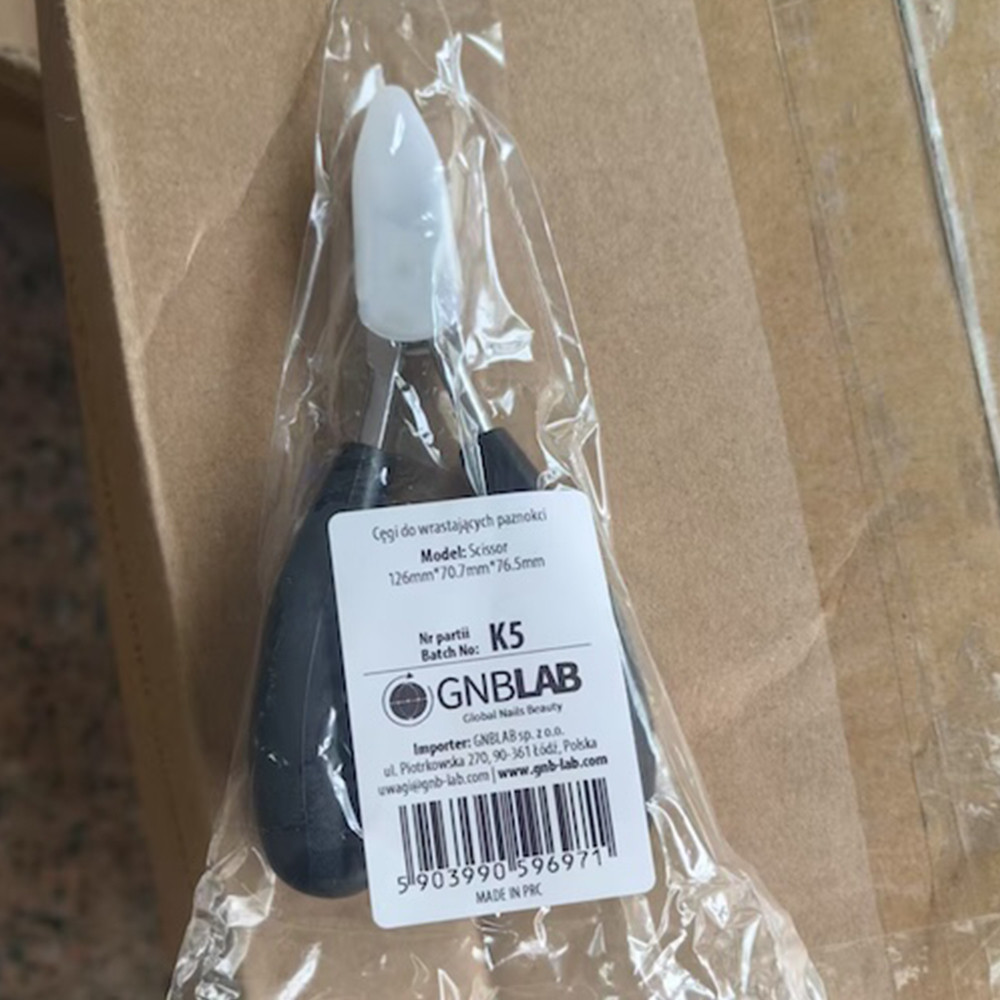 Cęgi do wrastających paznokci
Model: Scissor
126mm*70.7mm*76.5mm
Nr partii
Batch No: K5
GNBLAB
Global Nails Beauty
Importer: GNBLAB sp. z o.o.
ul. Piotrkowska 270, 90-361 Łódź, Polska
uwagi@gnb-lab.com | www.gnb-lab.com
5 903990 596971
MADE IN PRC